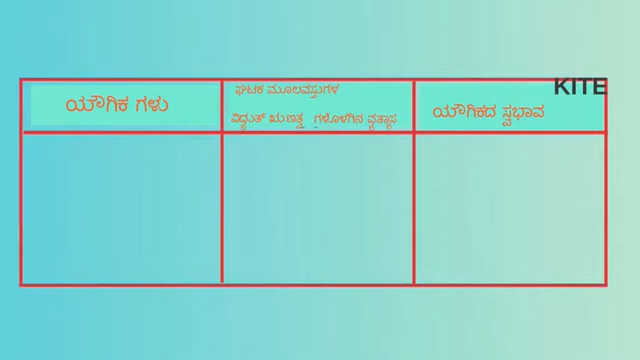 KITE
ಯೌಗಿಕ ಗಳು
ಘಟಕ ಮೂಲವಸ್ತುಗಳ
ವಿದ್ಯುತ್ ಋಣತ್ವ ಗಳೊಳಗಿನ ವ್ಯತ್ಯಾಸ
ಯೌಗಿಕದ ಸ್ವಭಾವ